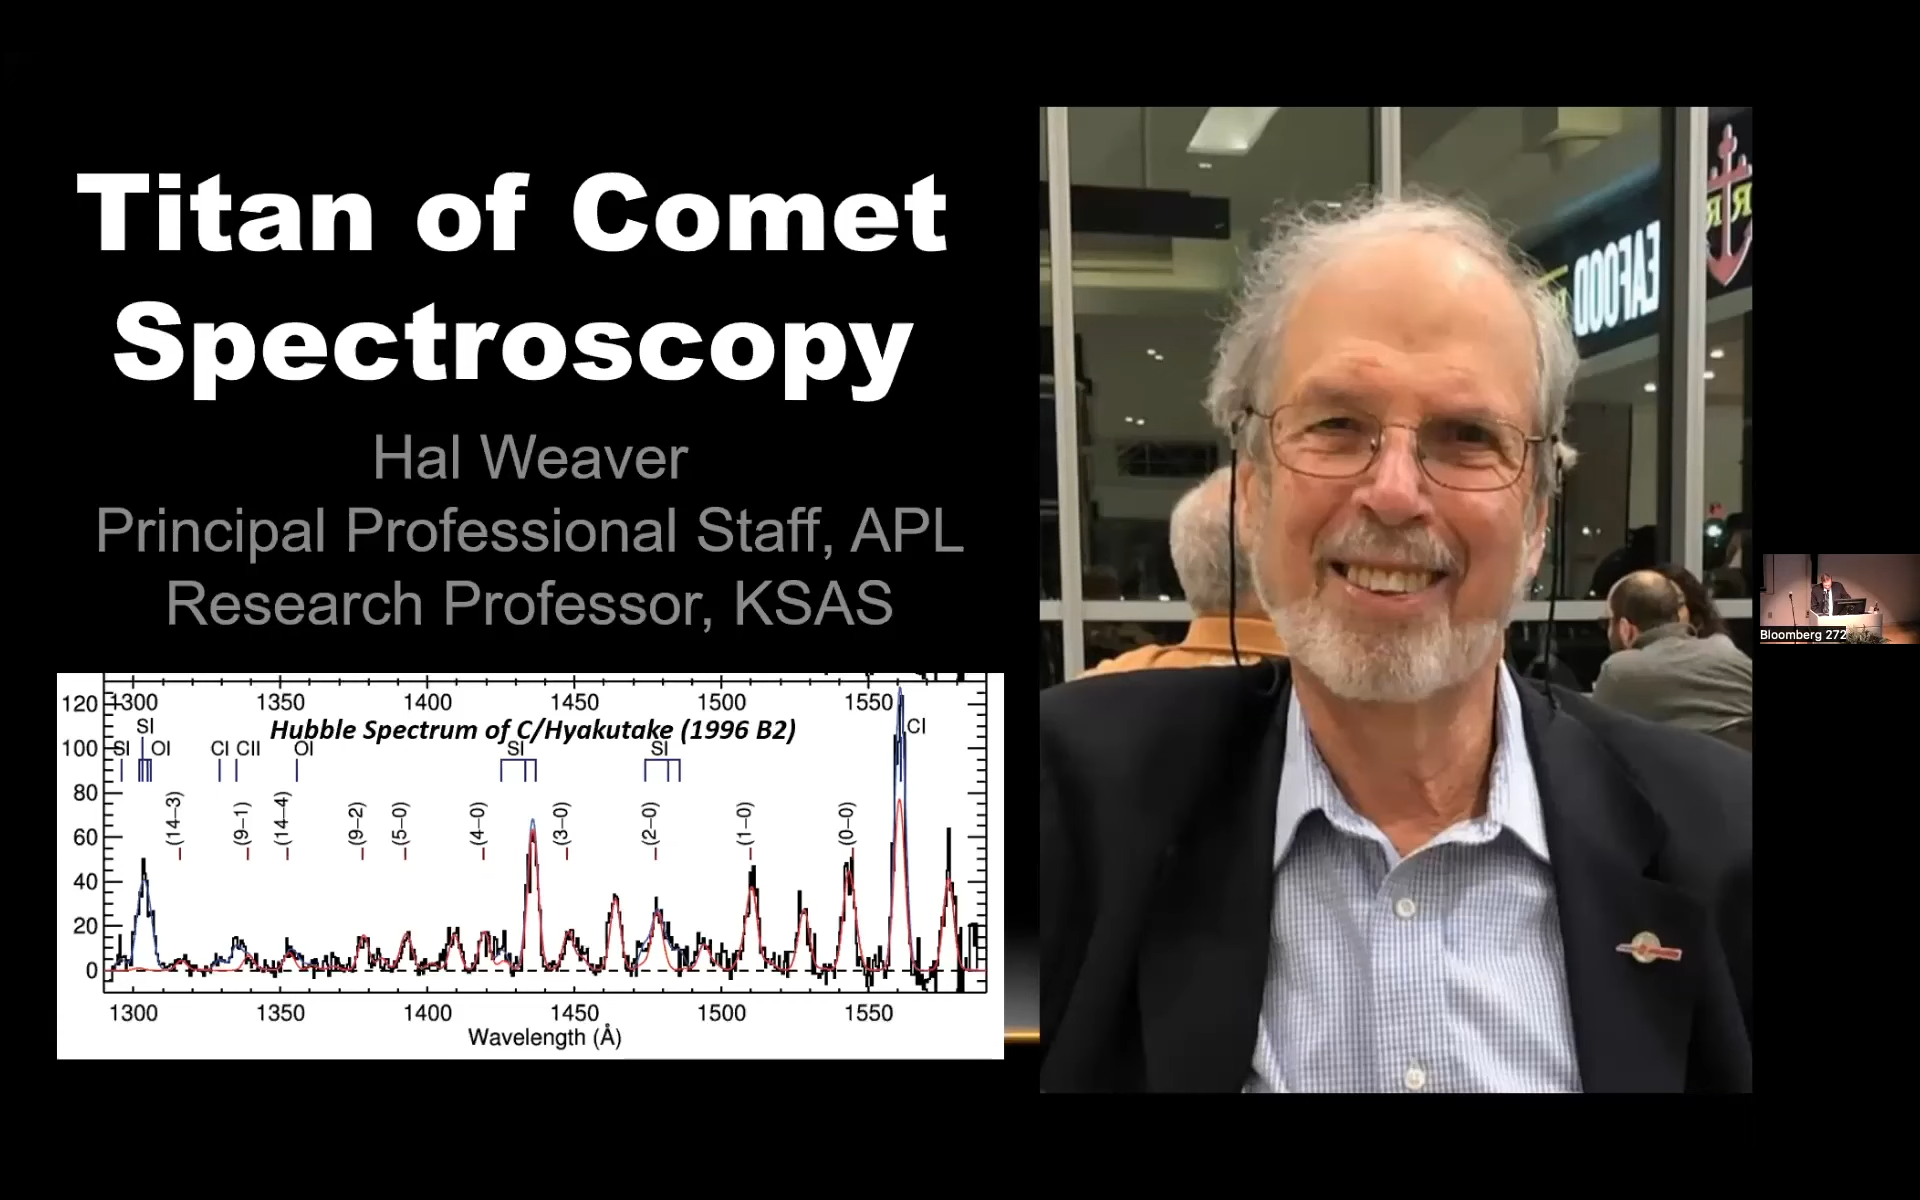 Titan of Comet
Spectroscopy
Hal Weaver
Principal Professional Staff, APL
Research Professor, KSAS
1300 1350 1400 1450 1500 1550
Hubble Spectrum of C/Hyakutake (1996 B2)
SI
SI OI CI CII OI SI SI CI
(14–3) (9–1) (14–4) (9–2) (5–0) (4–0) (3–0) (2–0) (1–0) (0–0)
120
100
80
60
40
20
0
1300 1350 1400 1450 1500 1550
Wavelength (Å)
EAFOOD
Bloomberg 272